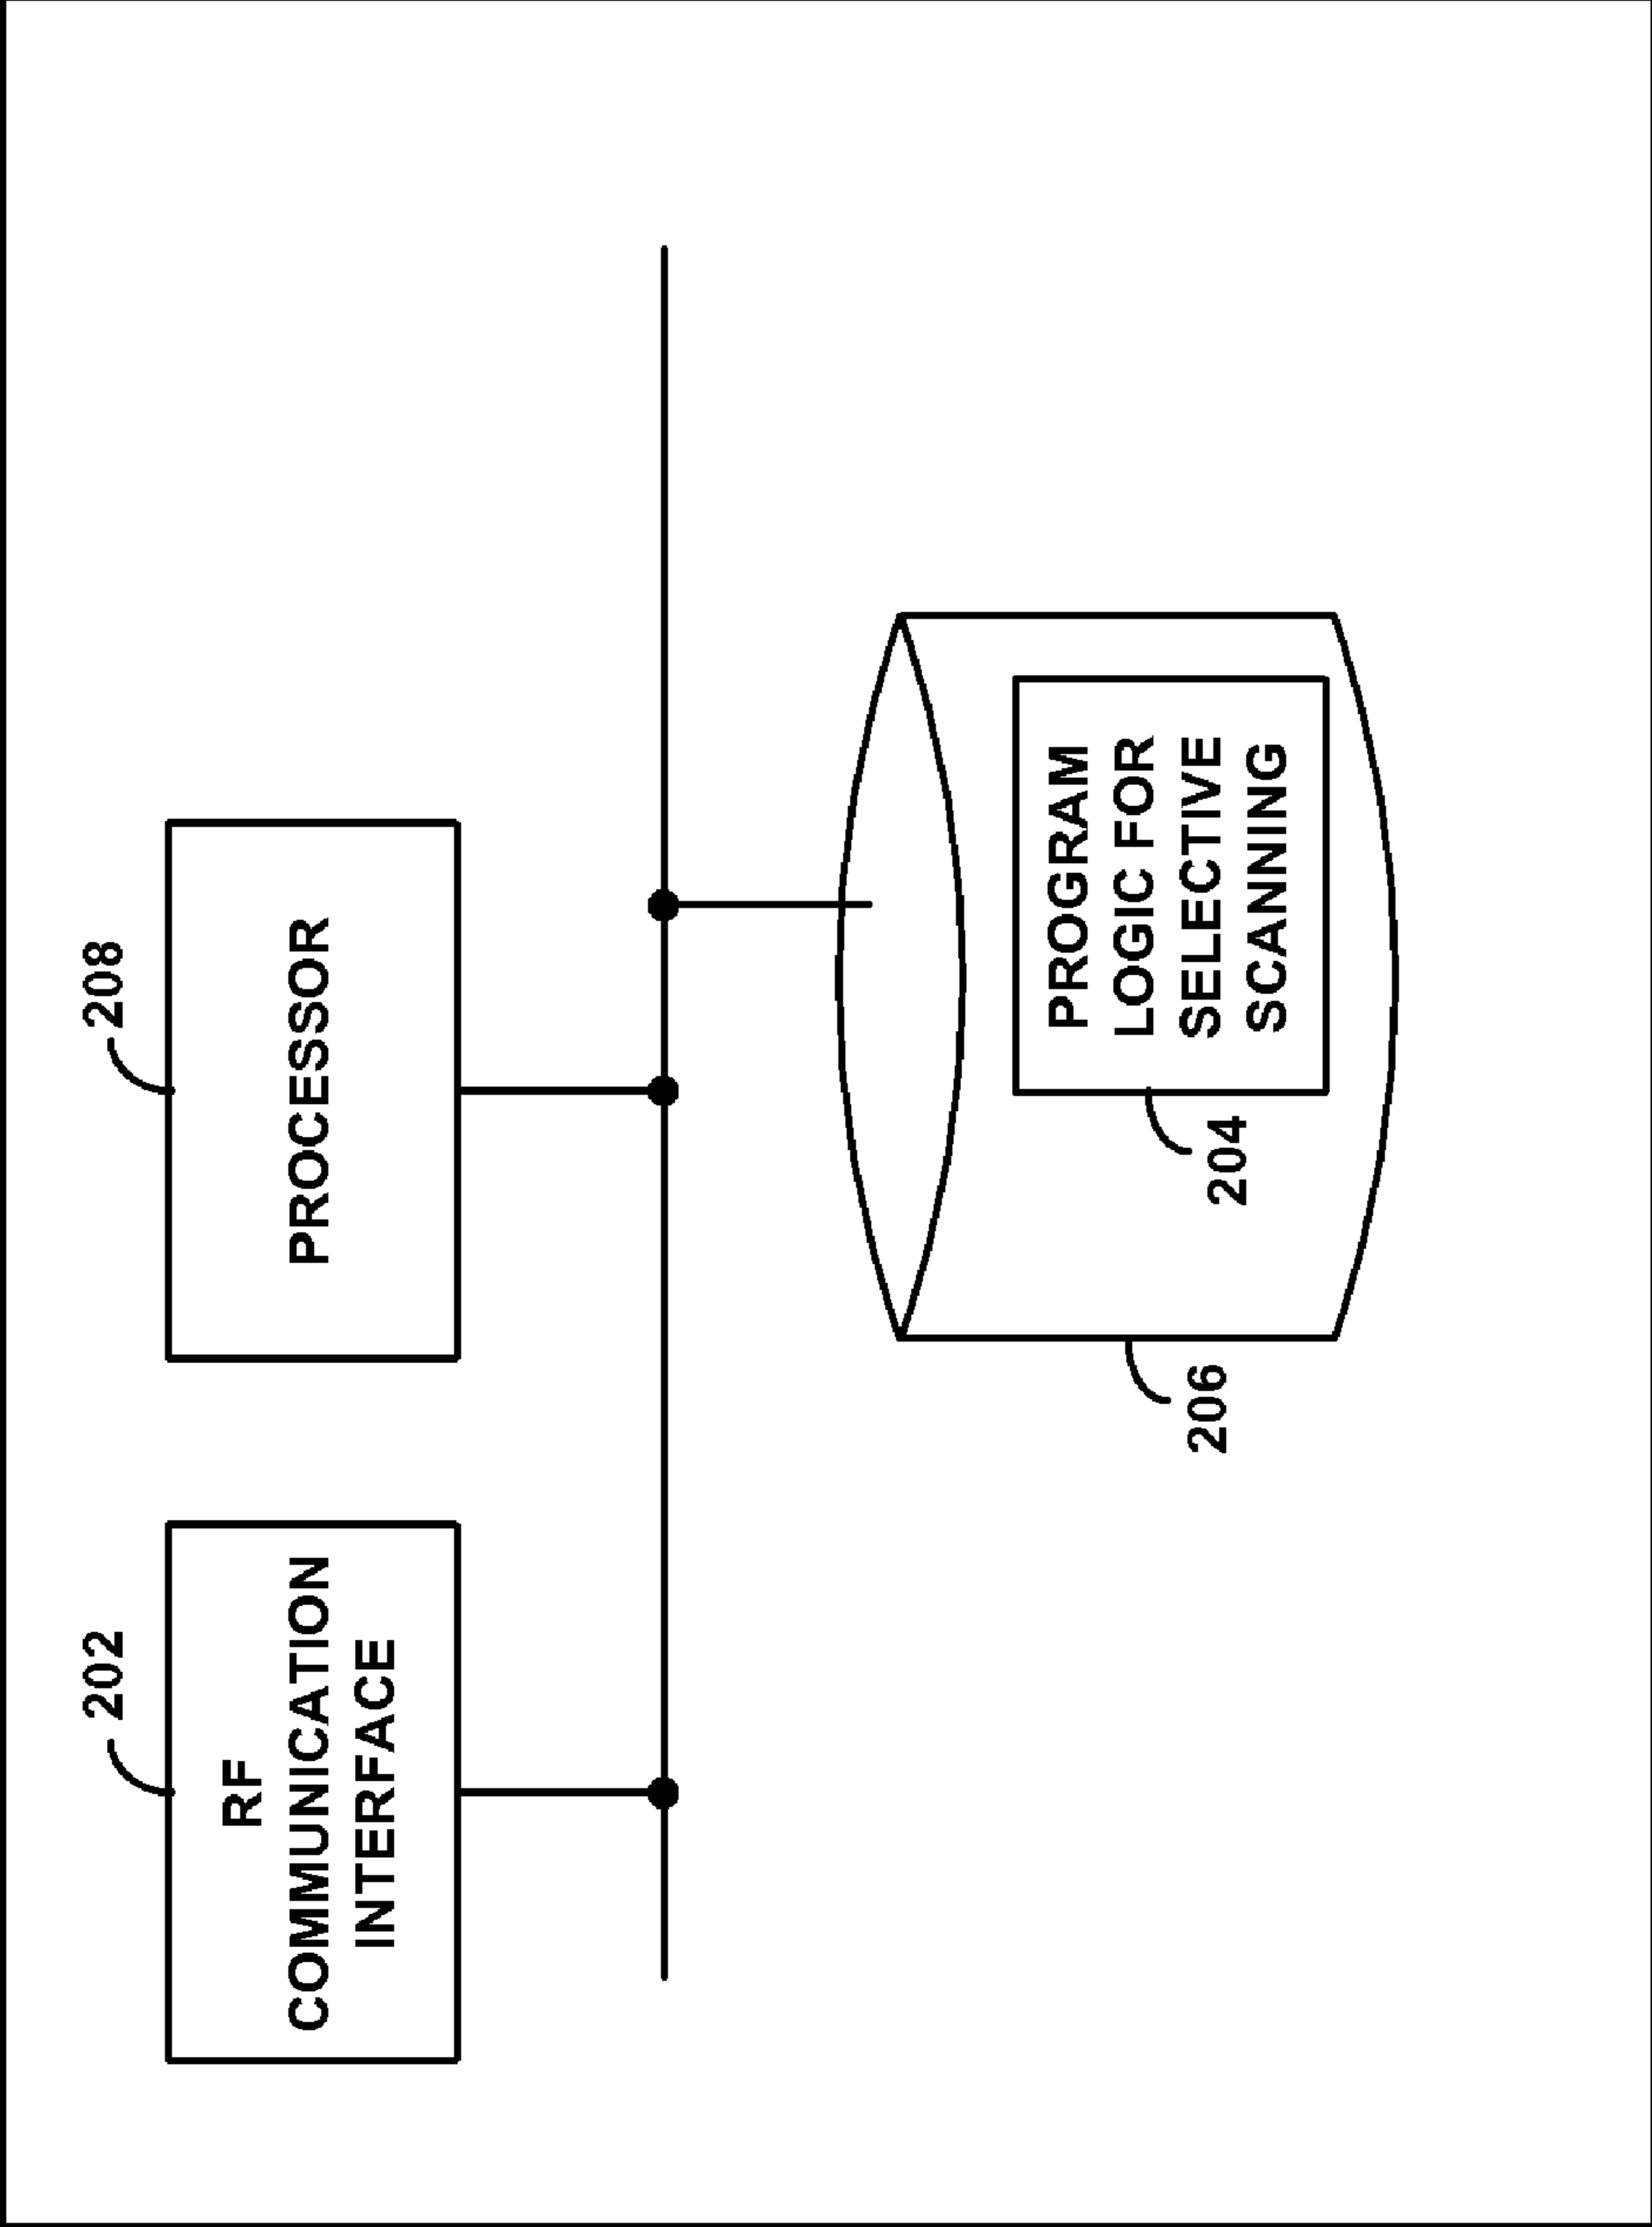 202
RF
COMMUNICATION
INTERFACE
208
PROCESSOR
PROGRAM
LOGIC FOR
SELECTIVE
SCANNING
204
206